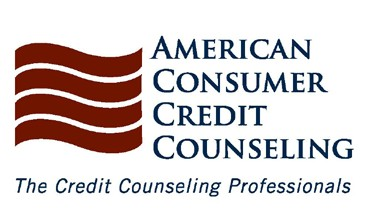 AMERICAN
CONSUMER
CREDIT
COUNSELING
The Credit Counseling Professionals